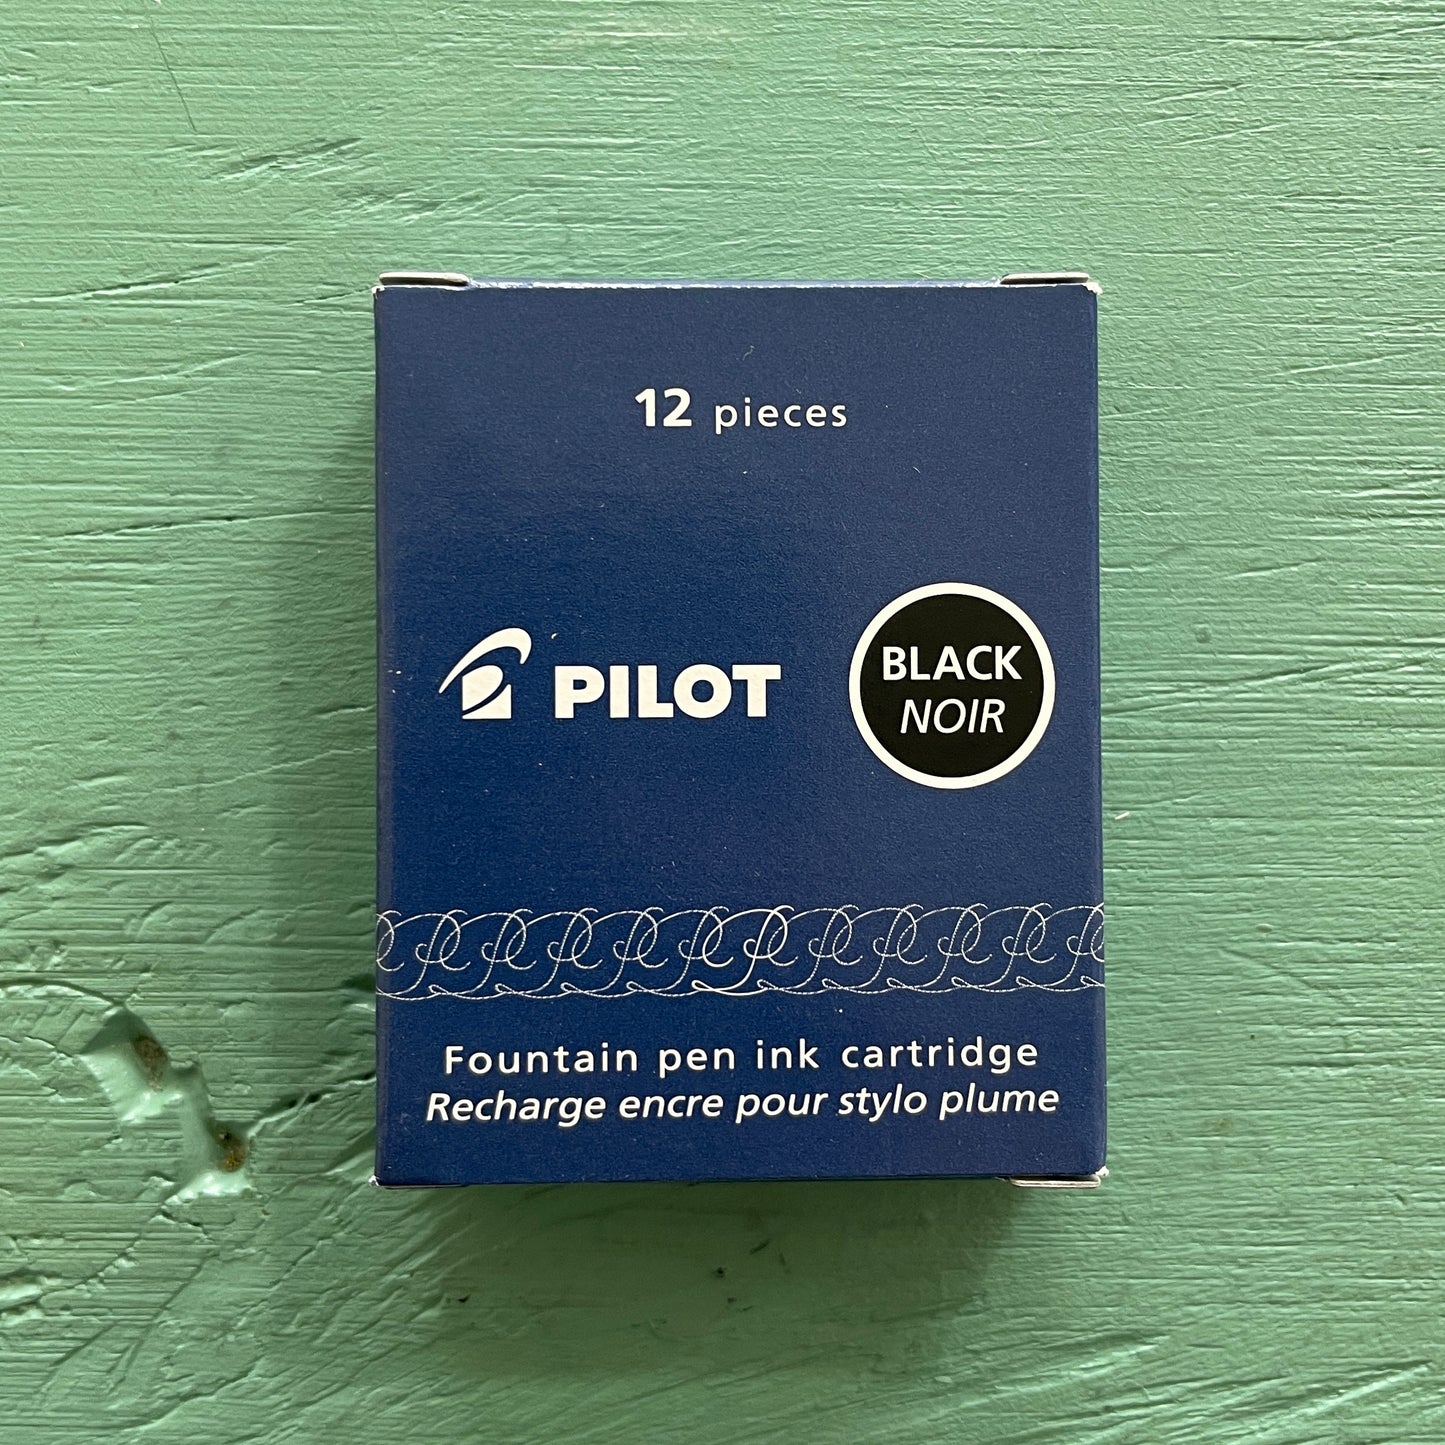 12 pieces
PILOT
BLACK
NOIR
Fountain pen ink cartridge
Recharge encre pour stylo plume